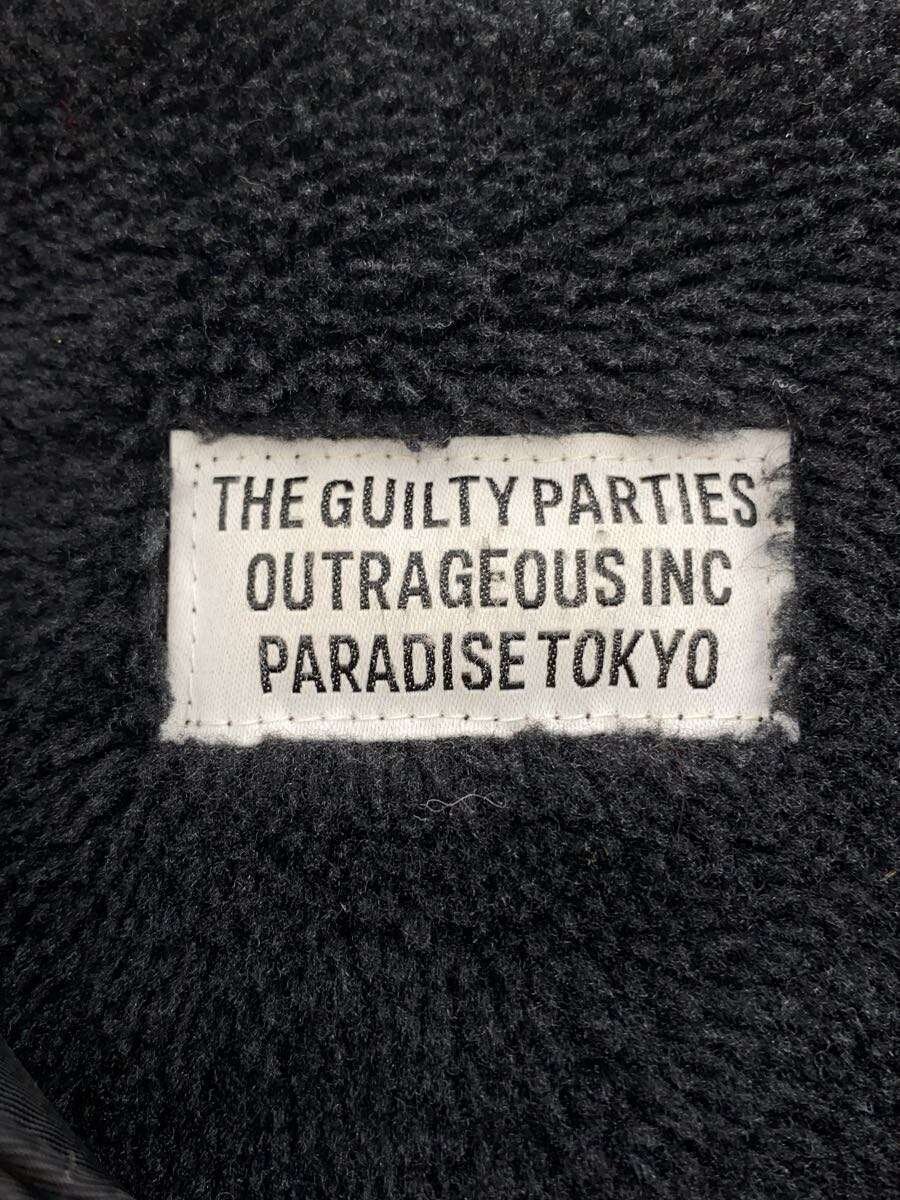 THE GUILTY PARTIES
OUTRAGEOUS INC
PARADISE TOKYO